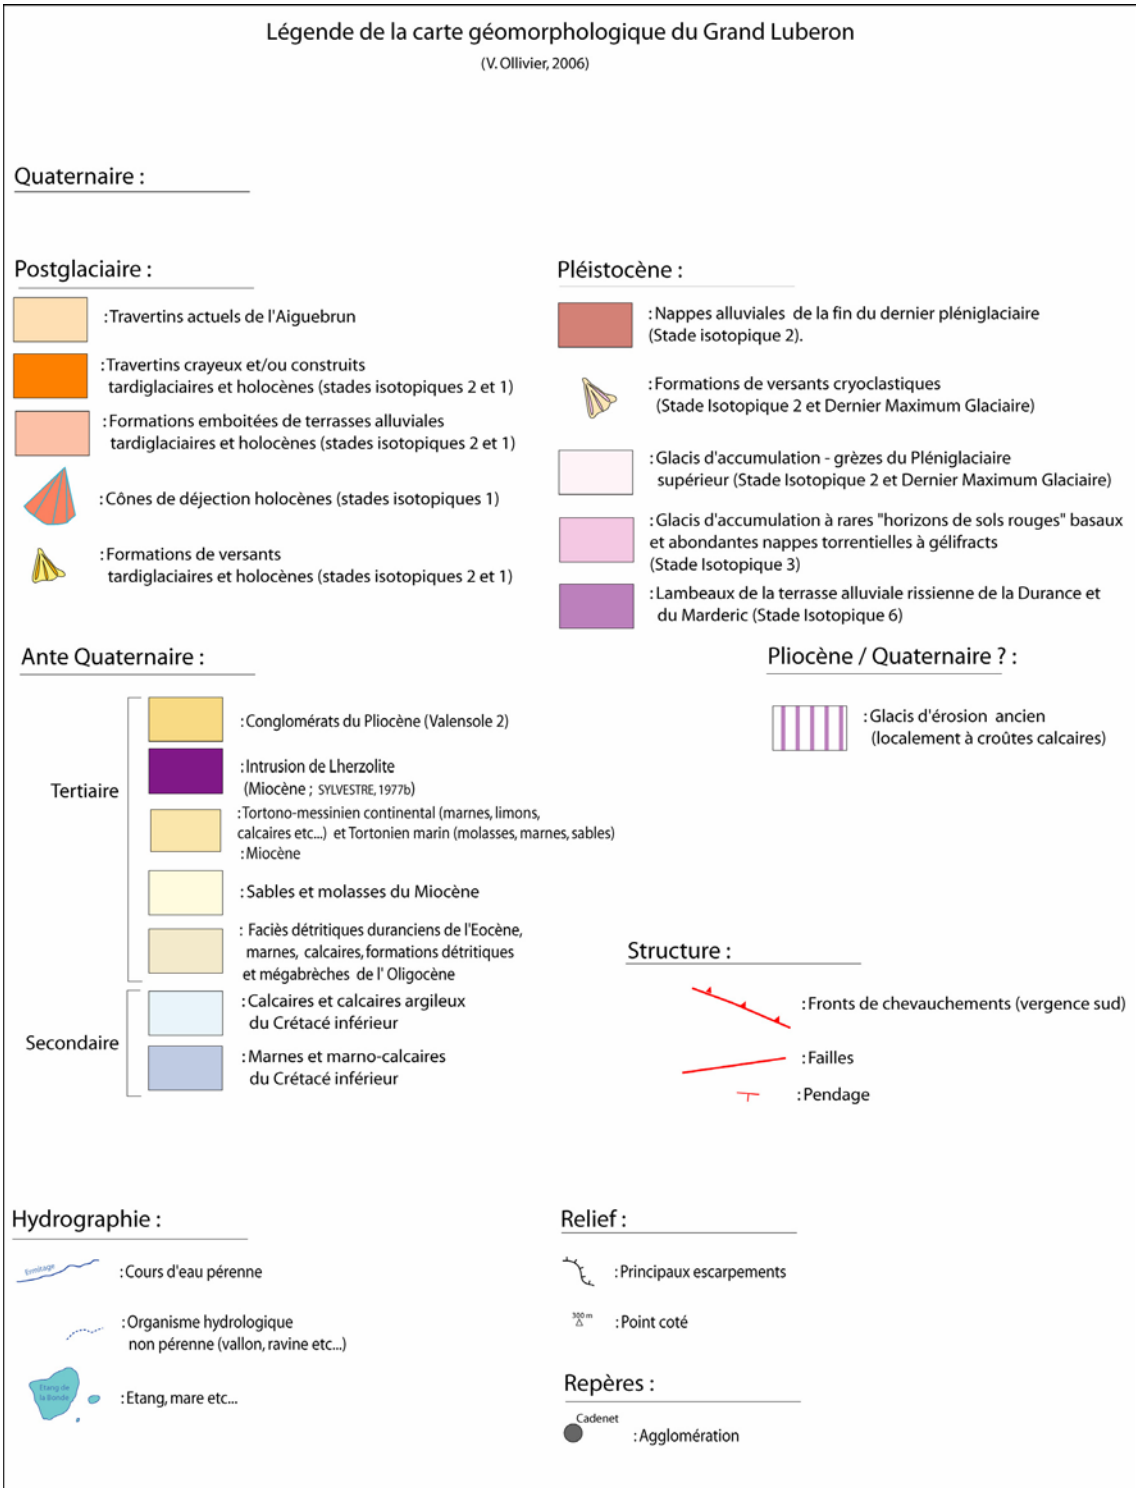 Légende de la carte géomorphologique du Grand Luberon
(V. Ollivier, 2006)
Quaternaire :
Postglaciaire :
: Travertins actuels de l'Aiguebrun
: Travertins crayeux et/ou construits
tardiglaciaires et holocènes (stades isotopiques 2 et 1)
: Formations emboitées de terrasses alluviales
tardiglaciaires et holocènes (stades isotopiques 2 et 1)
: Cônes de déjection holocènes (stades isotopiques 1)
: Formations de versants
tardiglaciaires et holocènes (stades isotopiques 2 et 1)
Pléistocène :
: Nappes alluviales de la fin du dernier pléniglaciaire
(Stade isotopique 2).
: Formations de versants cryoclastiques
(Stade Isotopique 2 et Dernier Maximum Glaciaire)
: Glacis d'accumulation - grèzes du Pléniglaciaire
supérieur (Stade Isotopique 2 et Dernier Maximum Glaciaire)
: Glacis d'accumulation à rares "horizons de sols rouges" basaux
et abondantes nappes torrentielles à gélifracts
(Stade Isotopique 3)
: Lambeaux de la terrasse alluviale rissienne de la Durance et
du Marderic (Stade Isotopique 6)
Ante Quaternaire :
Tertiaire
: Conglomérats du Pliocène (Valensole 2)
: Intrusion de Lherzolite
(Miocène ; SYLVESTRE, 1977b)
: Tortono-messinien continental (marnes, limons,
calcaires etc...) et Tortonien marin (molasses, marnes, sables)
: Miocène
: Sables et molasses du Miocène
: Faciès détritiques duranciens de l'Eocène,
marnes, calcaires, formations détritiques
et mégabrèches de l' Oligocène
Secondaire
: Calcaires et calcaires argileux
du Crétacé inférieur
: Marnes et marno-calcaires
du Crétacé inférieur
Pliocène / Quaternaire ? :
: Glacis d'érosion ancien
(localement à croûtes calcaires)
Structure :
: Fronts de chevauchements (vergence sud)
: Failles
: Pendage
Hydrographie :
Ermitage
: Cours d'eau pérenne
: Organisme hydrologique
non pérenne (vallon, ravine etc...)
Etang de
la Bonde
: Etang, mare etc...
Relief :
: Principaux escarpements
300 m
: Point coté
Repères :
Cadenet
: Agglomération